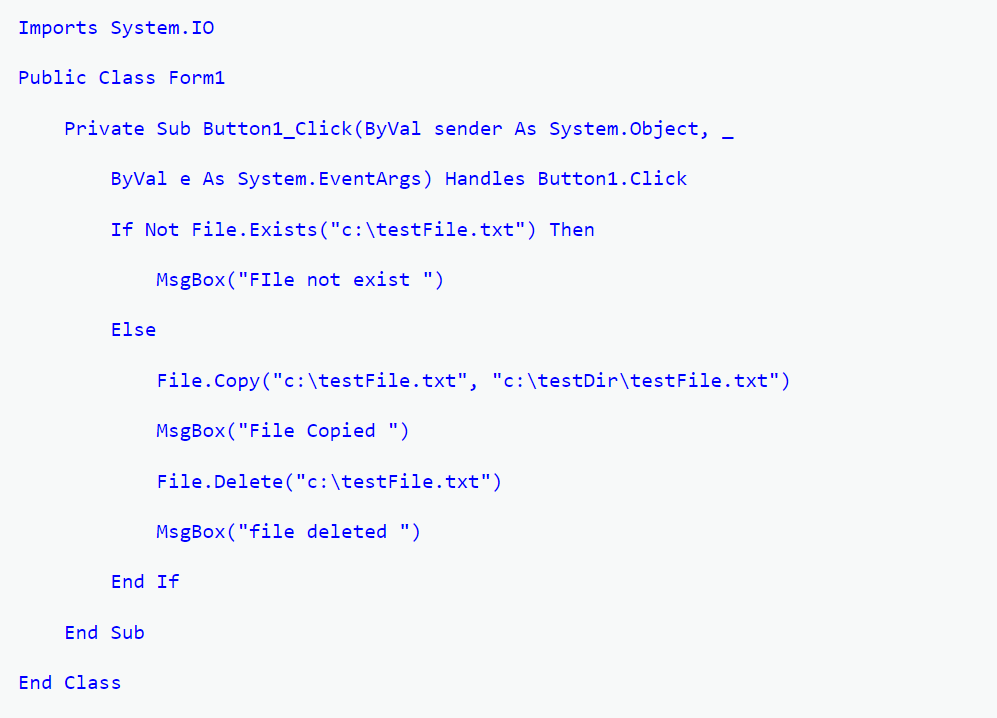 Imports System.IO
Public Class Form1
Private Sub Button1_Click(ByVal sender As System.Object, _
ByVal e As System.EventArgs) Handles Button1.Click
If Not File.Exists("c:\testFile.txt") Then
MsgBox("FIle not exist ")
Else
File.Copy("c:\testFile.txt", "c:\testDir\testFile.txt")
MsgBox("File Copied ")
File.Delete("c:\testFile.txt")
MsgBox("file deleted ")
End If
End Sub
End Class